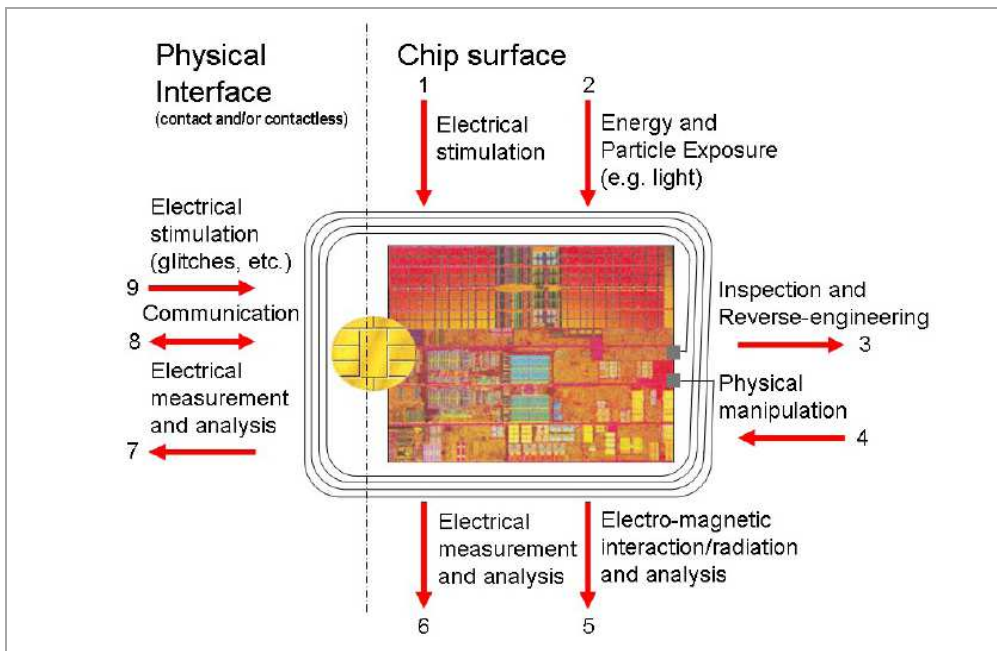 Physical
Interface
(contact and/or contactless)
Chip surface
1
2
Electrical
stimulation
Energy and
Particle Exposure
(e.g. light)
Electrical
stimulation
(glitches, etc.)
9
Communication
8
Electrical
measurement
and analysis
7
Inspection and
Reverse-engineering
3
Physical
manipulation
4
Electrical
measurement
and analysis
6
Electro-magnetic
interaction/radiation
and analysis
5